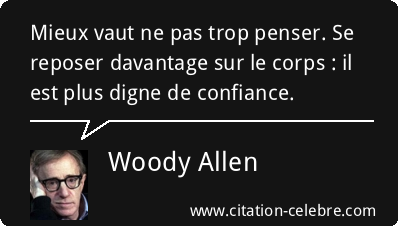 Mieux vaut ne pas trop penser. Se
reposer davantage sur le corps : il
est plus digne de confiance.
Woody Allen
www.citation-celebre.com